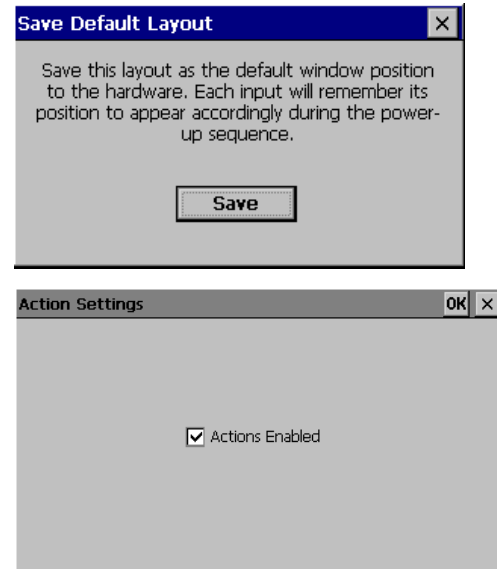 Save Default Layout
Save this layout as the default window position
to the hardware. Each input will remember its
position to appear accordingly during the power-
up sequence.
Save
Action Settings
OK
Actions Enabled